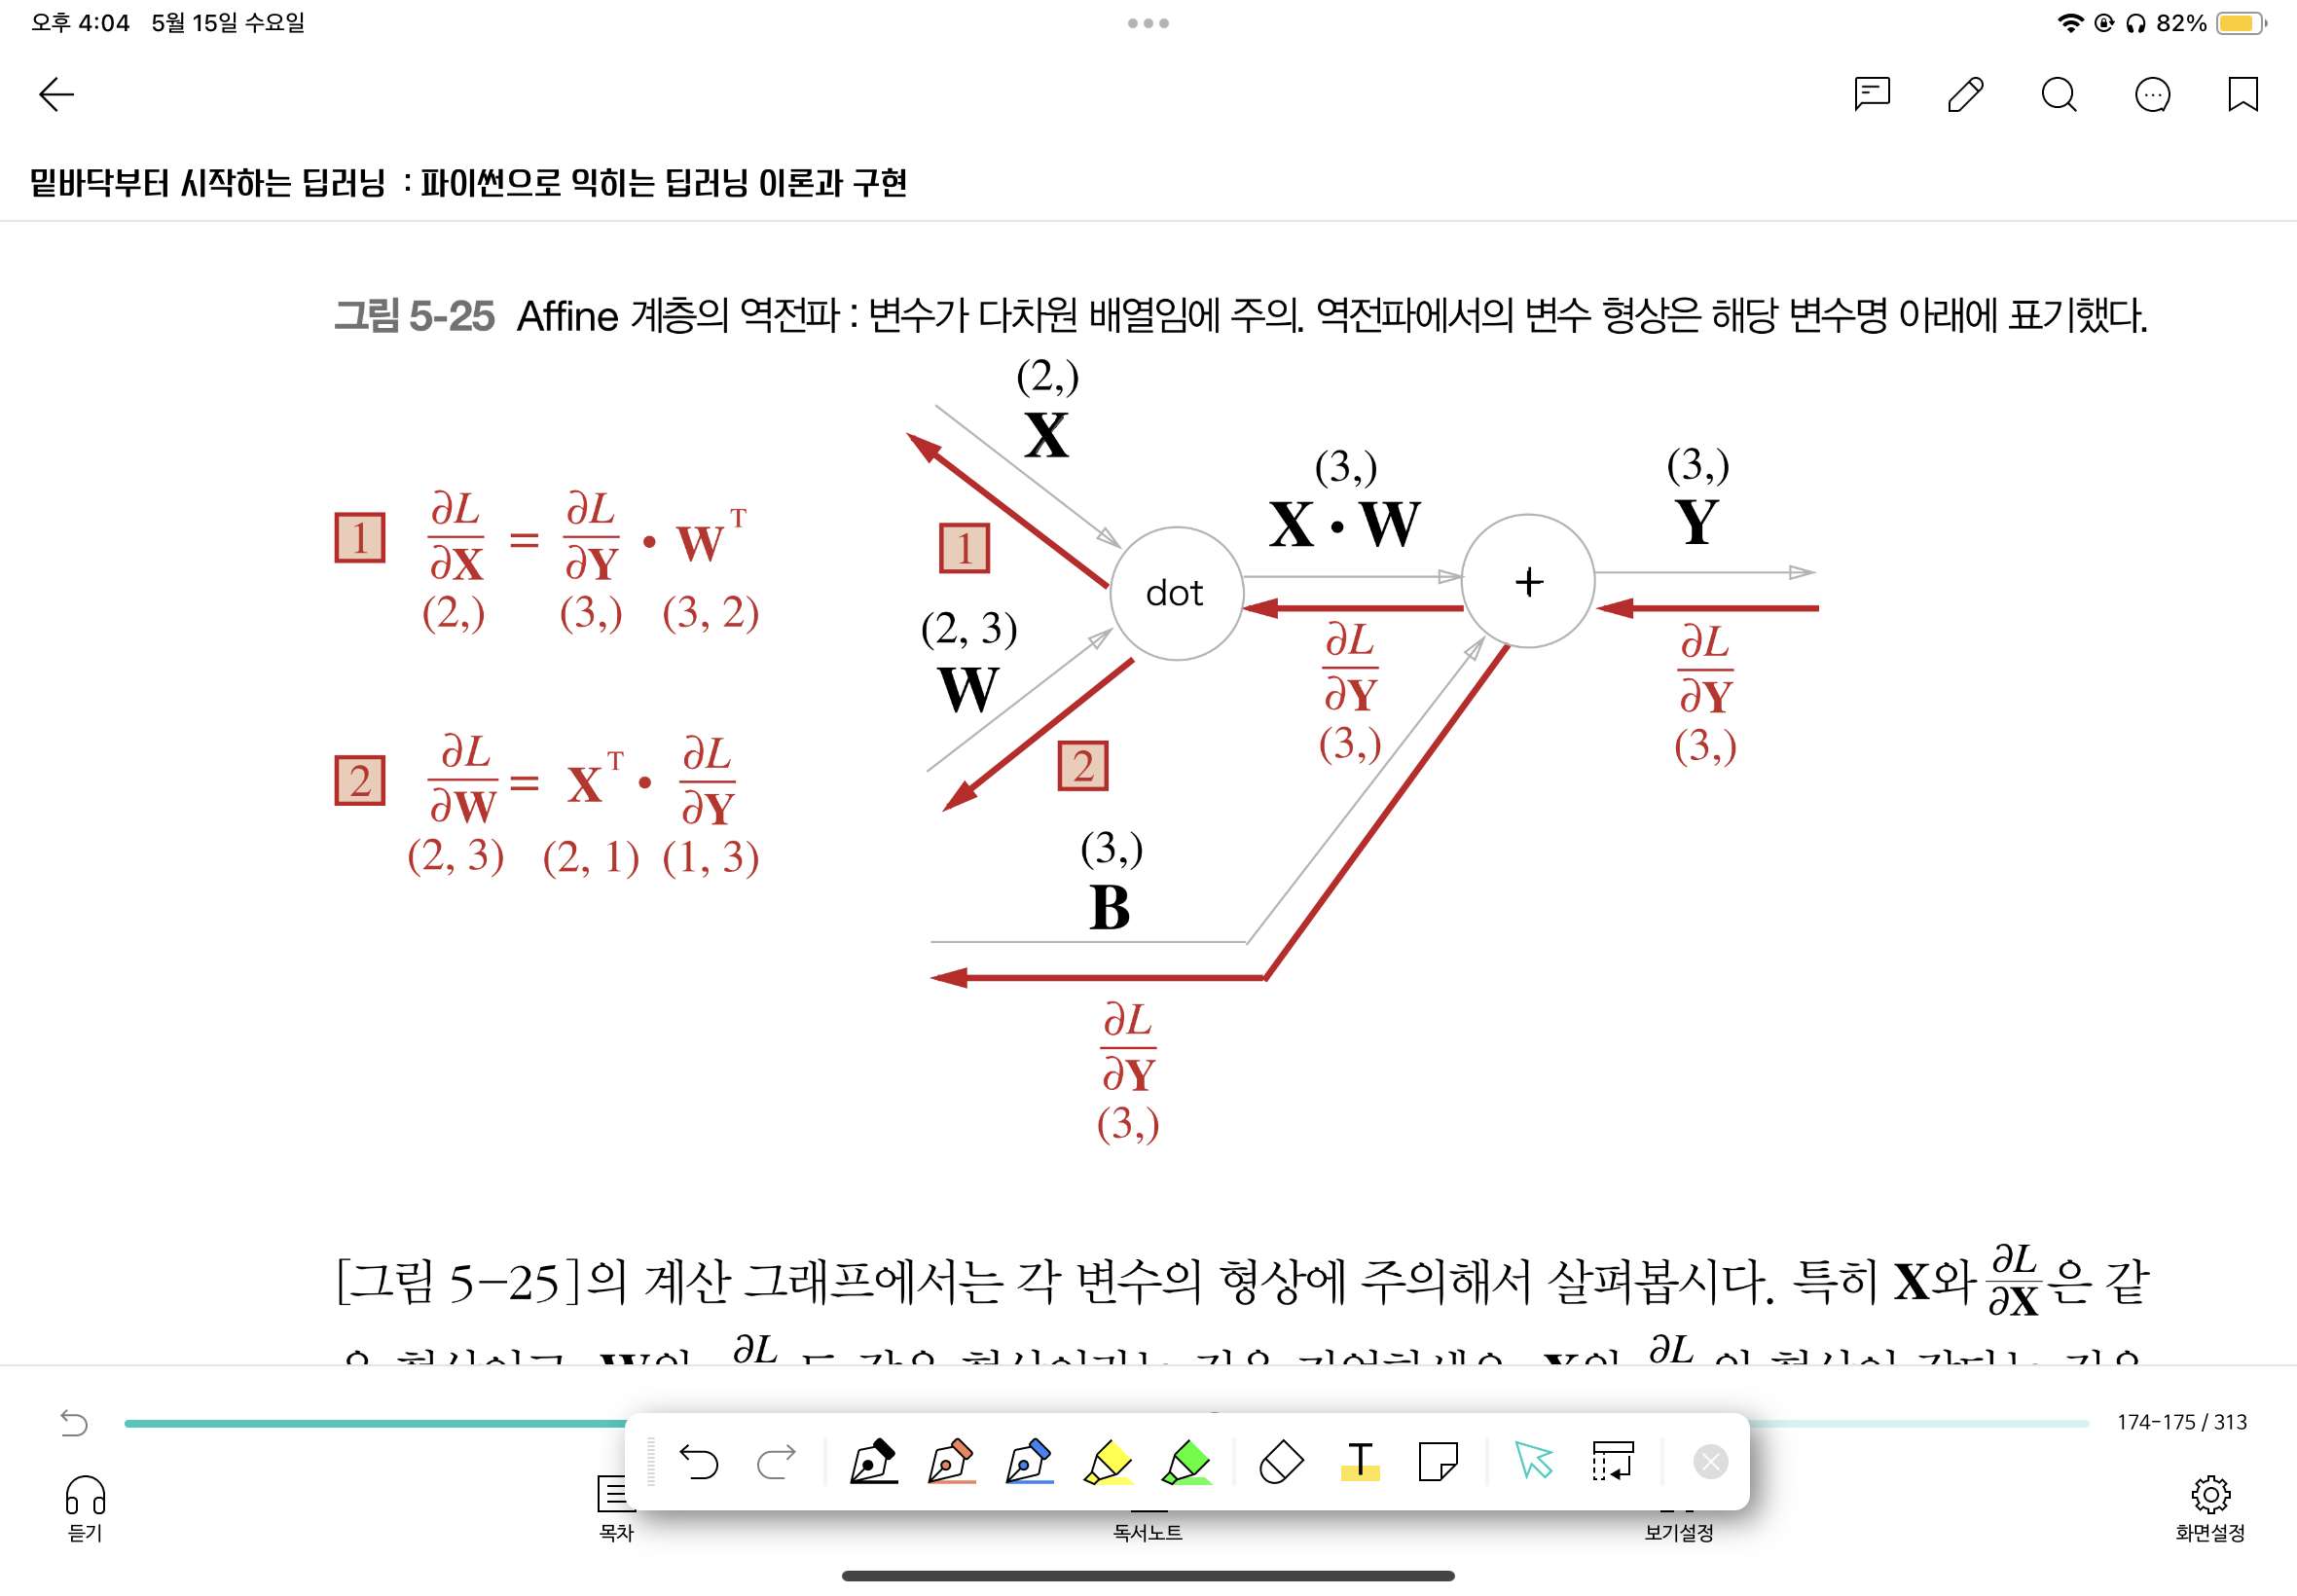 오후 4:04 5월 15일 수요일
82%
밑바닥부터 시작하는 딥러닝 : 파이썬으로 익히는 딥러닝 이론과 구현
그림 5-25 Affine 계층의 역전파 : 변수가 다차원 배열임에 주의. 역전파에서의 변수 형상은 해당 변수명 아래에 표기했다.
1 ∂L/∂X = ∂L/∂Y · W^T
(2,) (3,) (3, 2)
2 ∂L/∂W = X^T · ∂L/∂Y
(2, 3) (2, 1) (1, 3)
(2,)
X
1
(2, 3)
W
2
dot
(3,)
X · W
∂L/∂Y
(3,)
+
(3,)
Y
∂L/∂Y
(3,)
(3,)
B
∂L/∂Y
(3,)
[그림 5-25]의 계산 그래프에서는 각 변수의 형상에 주의해서 살펴봅시다. 특히 X와 ∂L/∂X은 같
174-175 / 313
T
듣기
목차
독서노트
보기설정
화면설정